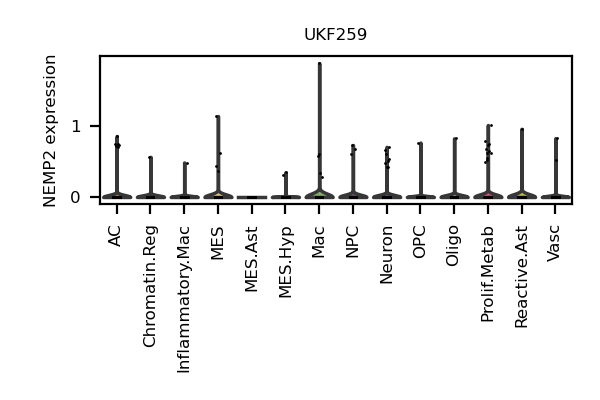 UKF259
NEMP2 expression
1
0
AC
Chromatin.Reg
Inflammatory.Mac
MES
MES.Ast
MES.Hyp
Mac
NPC
Neuron
OPC
Oligo
Prolif.Metab
Reactive.Ast
Vasc